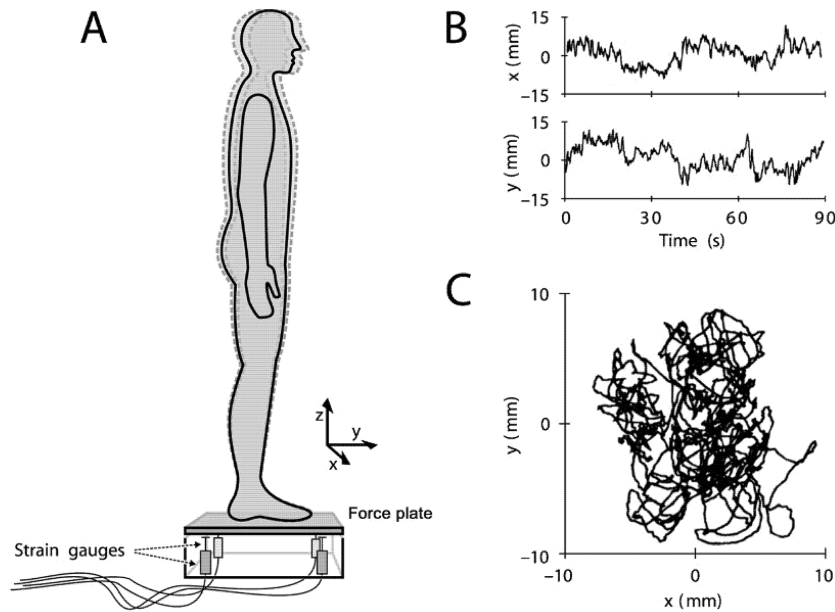 A
z
y
x
Force plate
Strain gauges
B
15
0
−15
x (mm)
15
0
−15
y (mm)
0 30 60 90
Time (s)
C
10
0
−10
y (mm)
−10 0 10
x (mm)